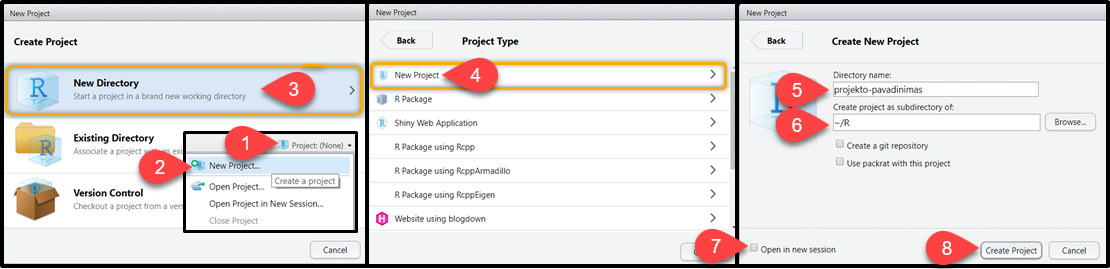 New Project
Create Project
New Directory
Start a project in a brand new working directory
3
Existing Directory
Associate a project with an
Version Control
Checkout a project from a
Cancel
1
Project: (None)
2
New Project...
Create a project
Open Project...
Open Project in New Session...
Close Project
New Project
Back
Project Type
New Project
4
R Package
Shiny Web Application
R Package using Rcpp
R Package using RcppArmadillo
R Package using RcppEigen
Website using blogdown
New Project
Back
Create New Project
Directory name:
5
projekto-pavadinimas
Create project as subdirectory of:
6
~/R
Browse...
Create a git repository
Use packrat with this project
7
Open in new session
8
Create Project
Cancel